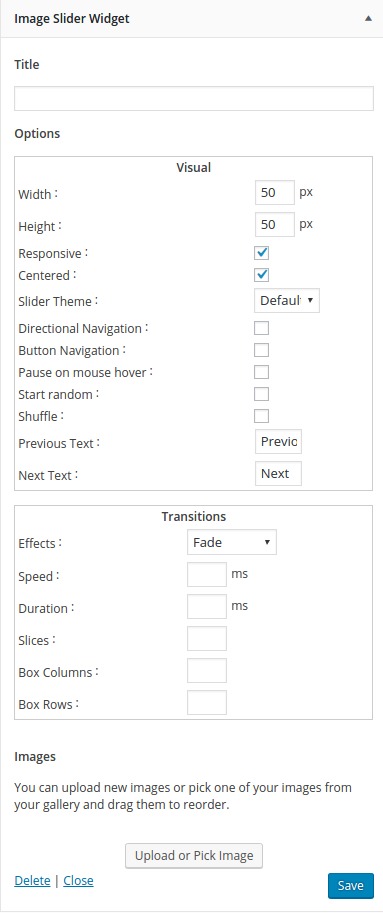 Image Slider Widget
Title
Options
Visual
Width : 50 px
Height : 50 px
Responsive :
Centered :
Slider Theme : Defaul
Directional Navigation :
Button Navigation :
Pause on mouse hover :
Start random :
Shuffle :
Previous Text : Previo
Next Text : Next
Transitions
Effects : Fade
Speed : ms
Duration : ms
Slices :
Box Columns :
Box Rows :
Images
You can upload new images or pick one of your images from
your gallery and drag them to reorder.
Upload or Pick Image
Delete | Close Save